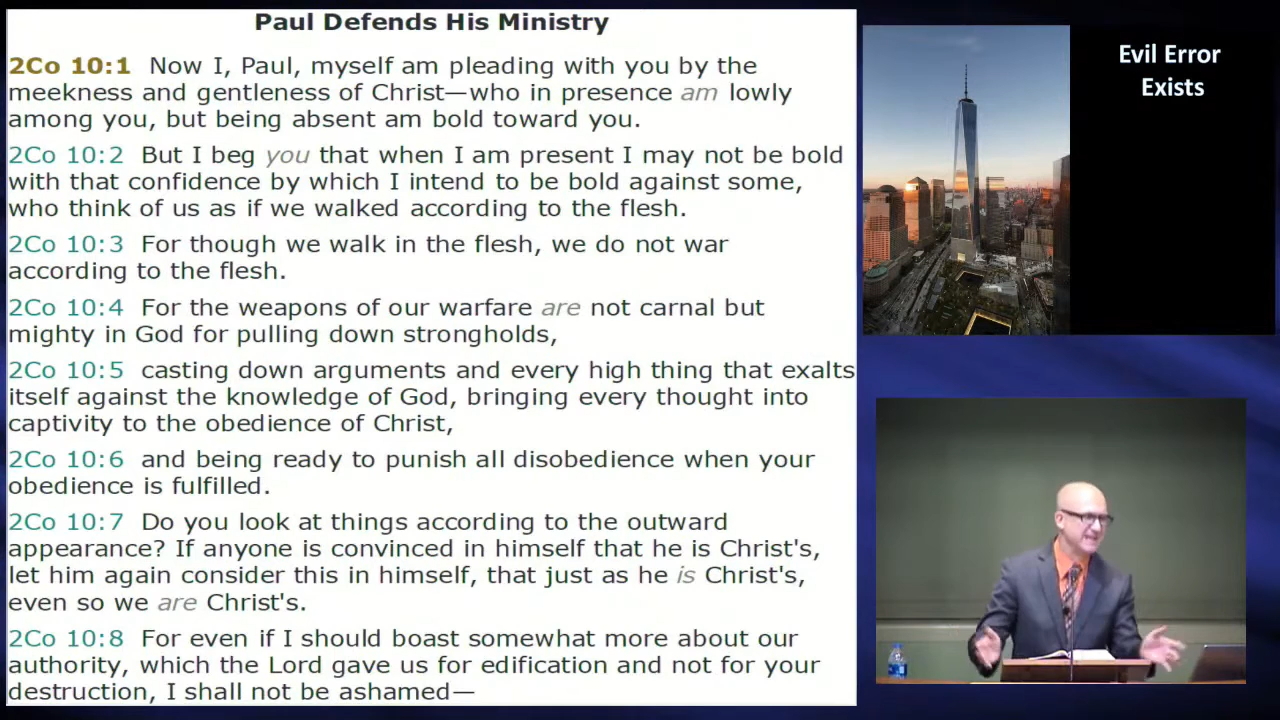 Paul Defends His Ministry
2Co 10:1 Now I, Paul, myself am pleading with you by the
meekness and gentleness of Christ—who in presence am lowly
among you, but being absent am bold toward you.
2Co 10:2 But I beg you that when I am present I may not be bold
with that confidence by which I intend to be bold against some,
who think of us as if we walked according to the flesh.
2Co 10:3 For though we walk in the flesh, we do not war
according to the flesh.
2Co 10:4 For the weapons of our warfare are not carnal but
mighty in God for pulling down strongholds,
2Co 10:5 casting down arguments and every high thing that exalts
itself against the knowledge of God, bringing every thought into
captivity to the obedience of Christ,
2Co 10:6 and being ready to punish all disobedience when your
obedience is fulfilled.
2Co 10:7 Do you look at things according to the outward
appearance? If anyone is convinced in himself that he is Christ's,
let him again consider this in himself, that just as he is Christ's,
even so we are Christ's.
2Co 10:8 For even if I should boast somewhat more about our
authority, which the Lord gave us for edification and not for your
destruction, I shall not be ashamed—
Evil Error
Exists